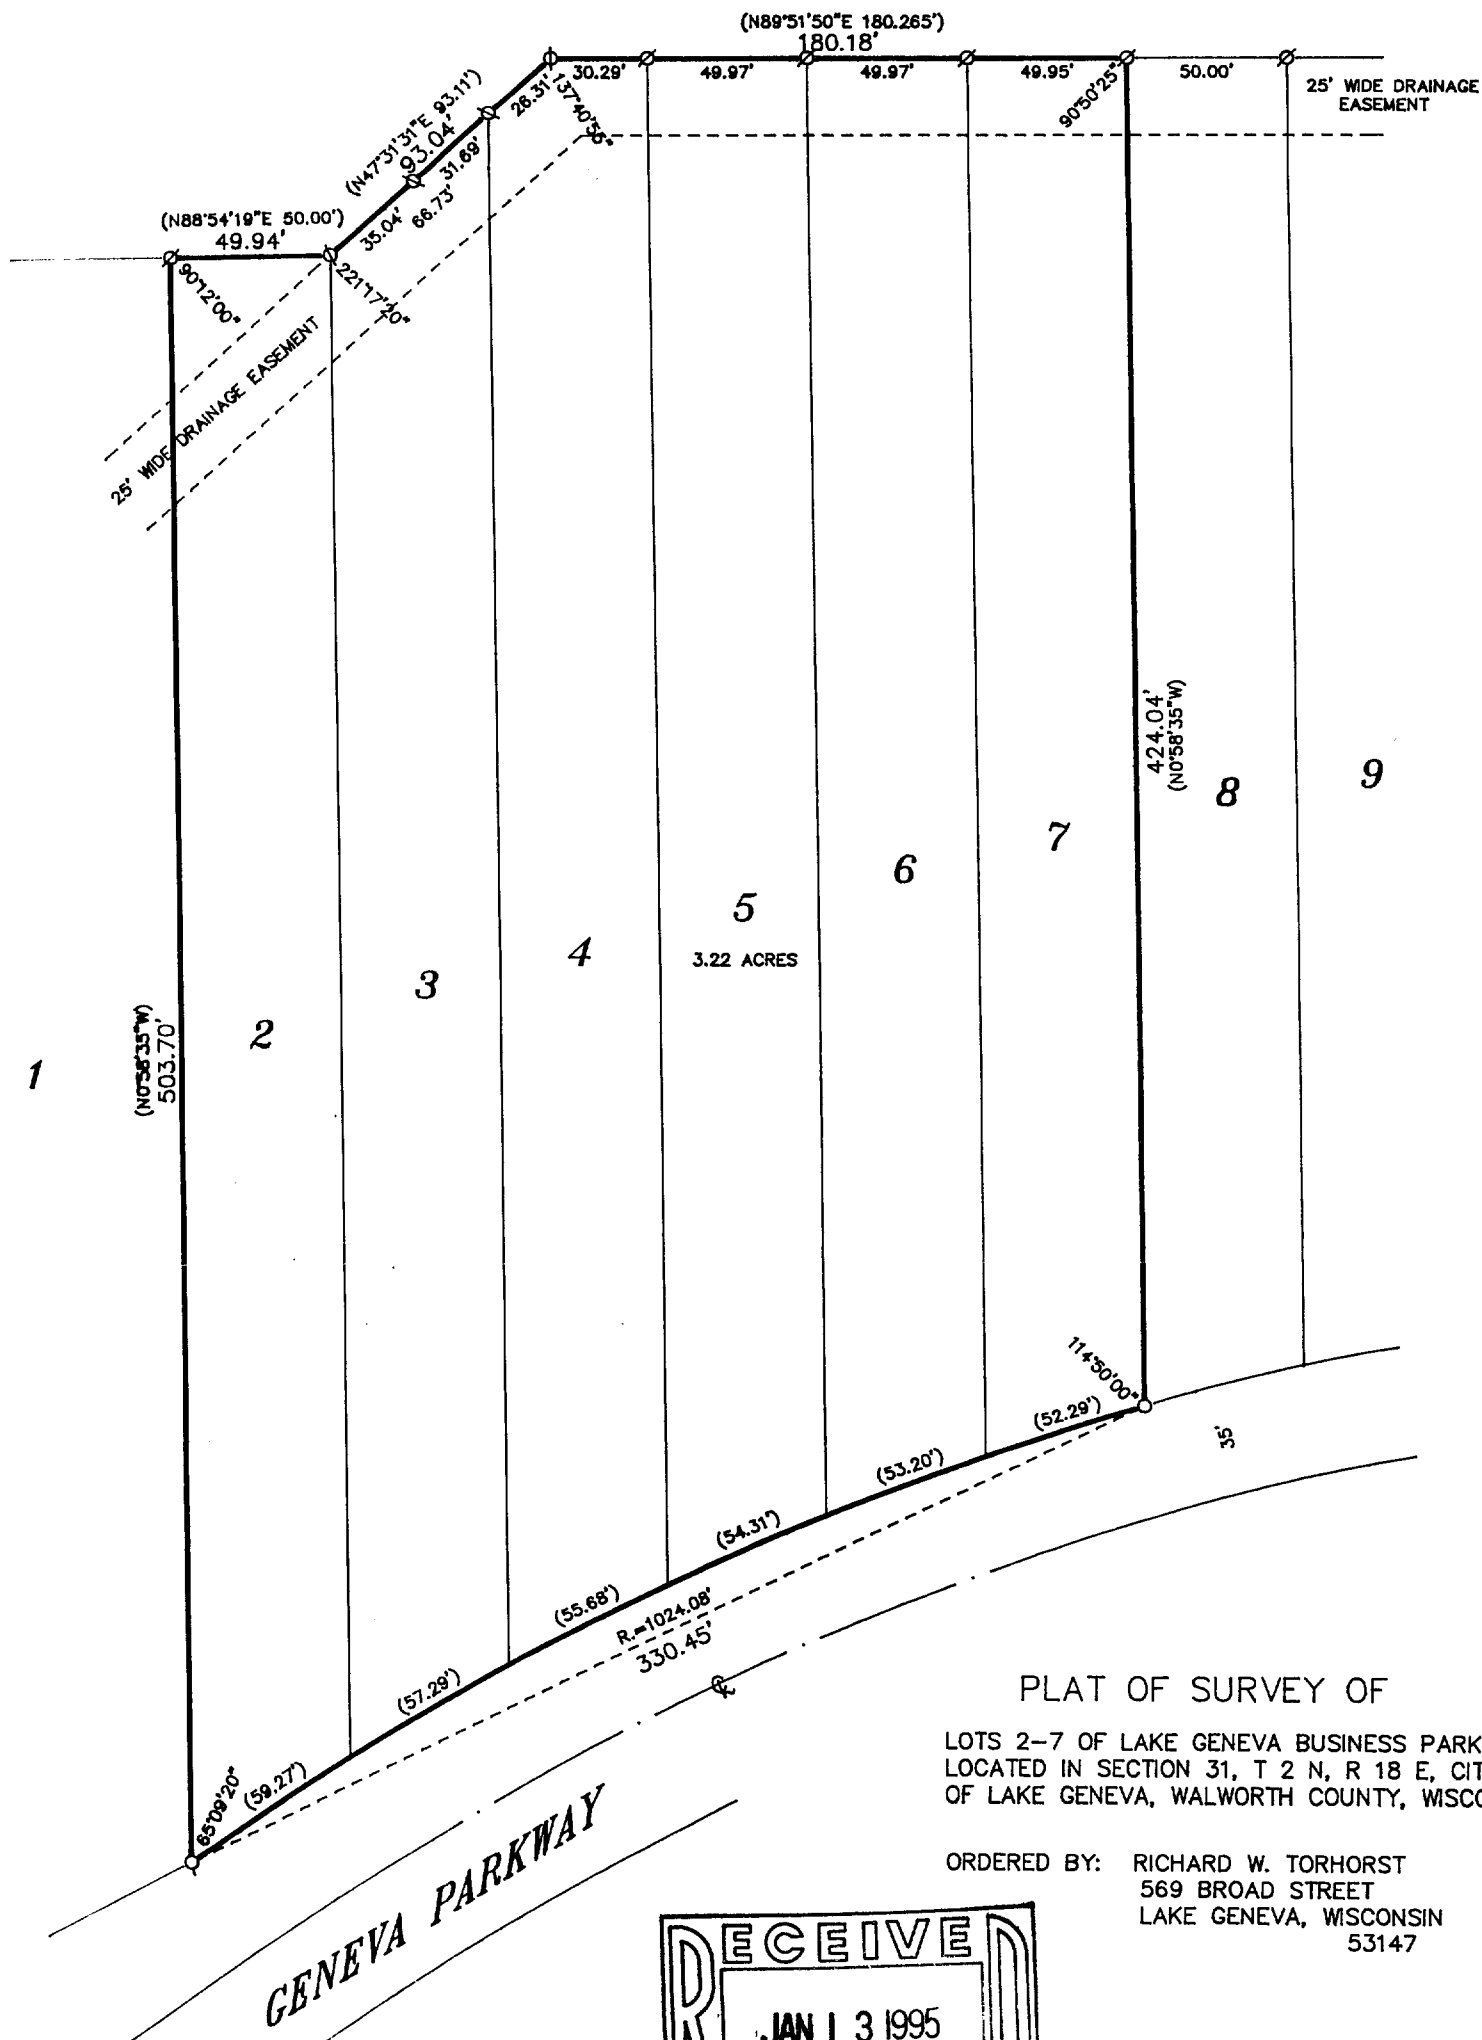 (N89°51'50"E 180.265')
180.18'
30.29'
49.97'
49.97'
49.95'
50.00'
25' WIDE DRAINAGE
EASEMENT
90°50'25"
137°40'55"
26.31'
(N47°31'31"E 93.11')
93.04'
31.69'
66.73'
35.04'
(N88°54'19"E 50.00')
49.94'
90°12'00"
221°17'20"
25' WIDE DRAINAGE EASEMENT
424.04'
(N0°58'35"W)
(N0°58'35"W)
503.70'
1
2
3
4
5
3.22 ACRES
6
7
8
9
114°50'00"
(52.29')
35'
(53.20')
(54.31')
(55.68')
R.=1024.08'
330.45'
(57.29')
(59.27')
65°09'20"
GENEVA PARKWAY
PLAT OF SURVEY OF
LOTS 2-7 OF LAKE GENEVA BUSINESS PARK
LOCATED IN SECTION 31, T 2 N, R 18 E, CIT
OF LAKE GENEVA, WALWORTH COUNTY, WISCO
ORDERED BY: RICHARD W. TORHORST
569 BROAD STREET
LAKE GENEVA, WISCONSIN
53147
RECEIVED
JAN 13 1995